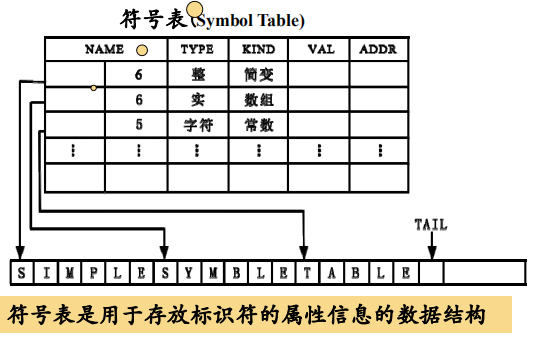 符号表(Symbol Table)
NAME TYPE KIND VAL ADDR
6 整 简变
6 实 数组
5 字符 常数
⋮ ⋮ ⋮ ⋮ ⋮
TAIL
S I M P L E S Y M B L E T A B L E
符号表是用于存放标识符的属性信息的数据结构